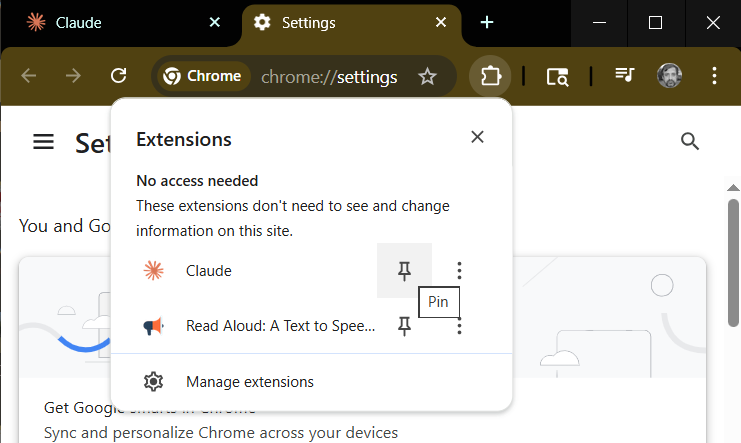 Claude
Settings
Chrome
chrome://settings
Extensions
No access needed
These extensions don't need to see and change
information on this site.
Claude
Pin
Read Aloud: A Text to Spee...
Manage extensions
Set
You and Go
Get Google smarts in Chrome
Sync and personalize Chrome across your devices